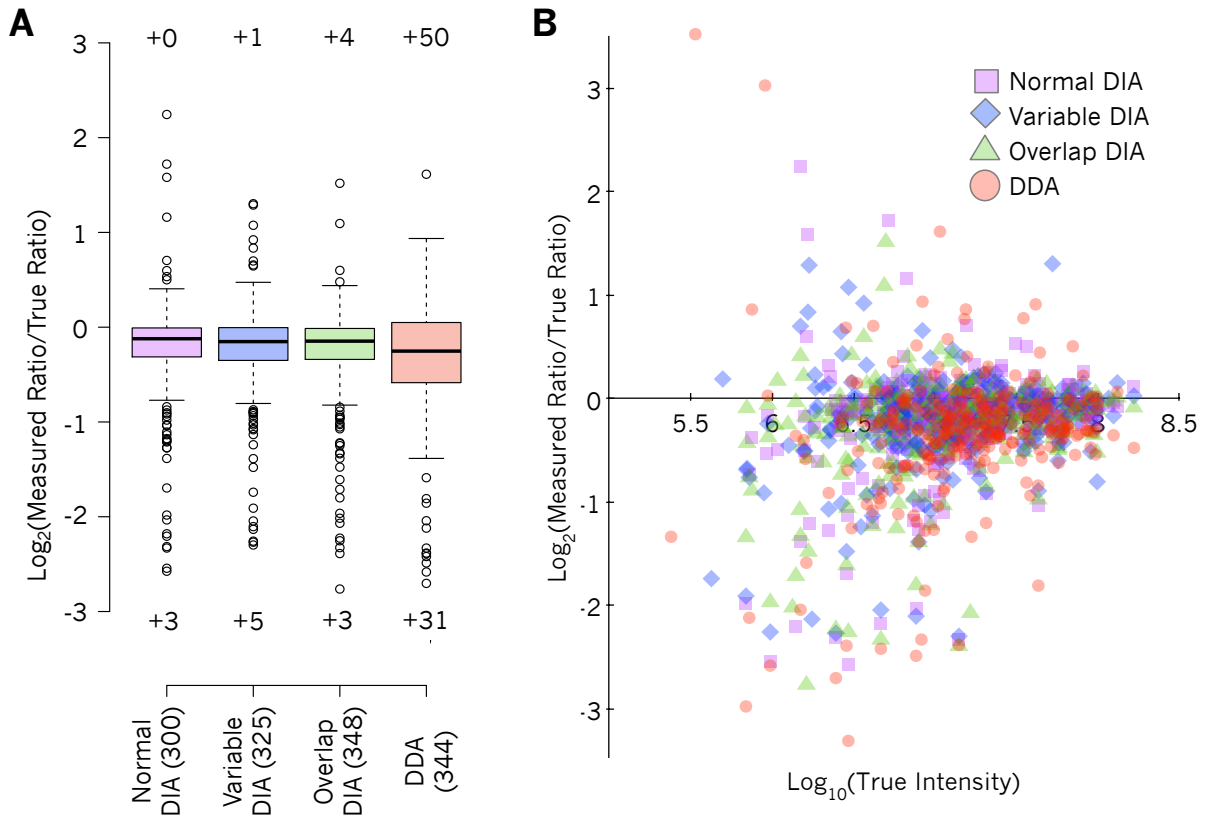 A
+0 +1 +4 +50
3
2
1
0
-1
-2
-3
Log2(Measured Ratio/True Ratio)
+3 +5 +3 +31
Normal
DIA (300)
Variable
DIA (325)
Overlap
DIA (348)
DDA
(344)
B
Normal DIA
Variable DIA
Overlap DIA
DDA
3
2
1
0
-1
-2
-3
Log2(Measured Ratio/True Ratio)
5.5 6 8.5
Log10(True Intensity)